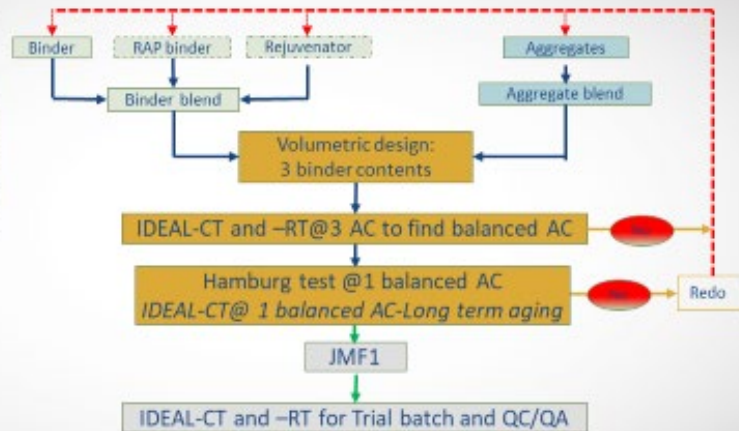 Binder
RAP binder
Rejuvenator
Aggregates
Binder blend
Aggregate blend
Volumetric design:
3 binder contents
IDEAL-CT and –RT@3 AC to find balanced AC
Hamburg test @1 balanced AC
IDEAL-CT@ 1 balanced AC-Long term aging
Redo
JMF1
IDEAL-CT and –RT for Trial batch and QC/QA